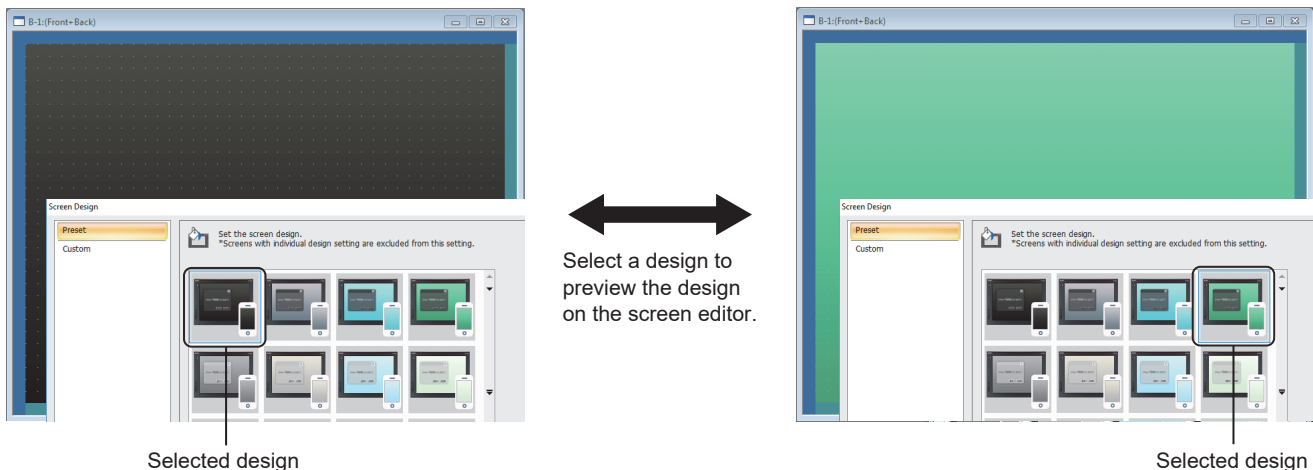 B-1:(Front+Back)
Screen Design
Preset
Custom
Set the screen design.
*Screens with individual design setting are excluded from this setting.
Selected design
Select a design to
preview the design
on the screen editor.
B-1:(Front+Back)
Screen Design
Preset
Custom
Set the screen design.
*Screens with individual design setting are excluded from this setting.
Selected design